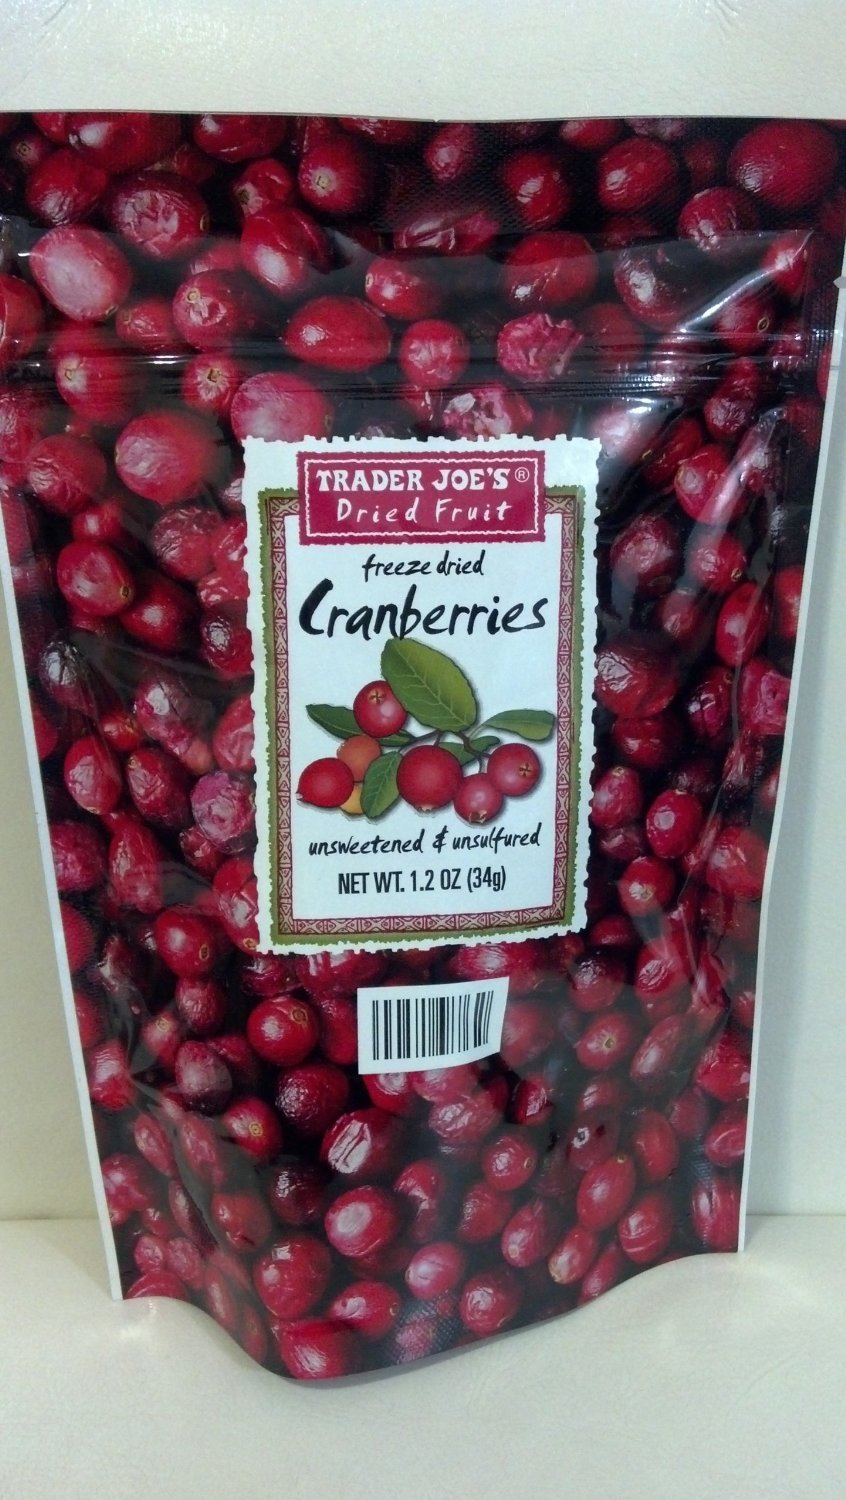 TRADER JOE'S®
Dried Fruit
freeze dried
Cranberries
unsweetened & unsulfured
NET WT. 1.2 OZ (34g)